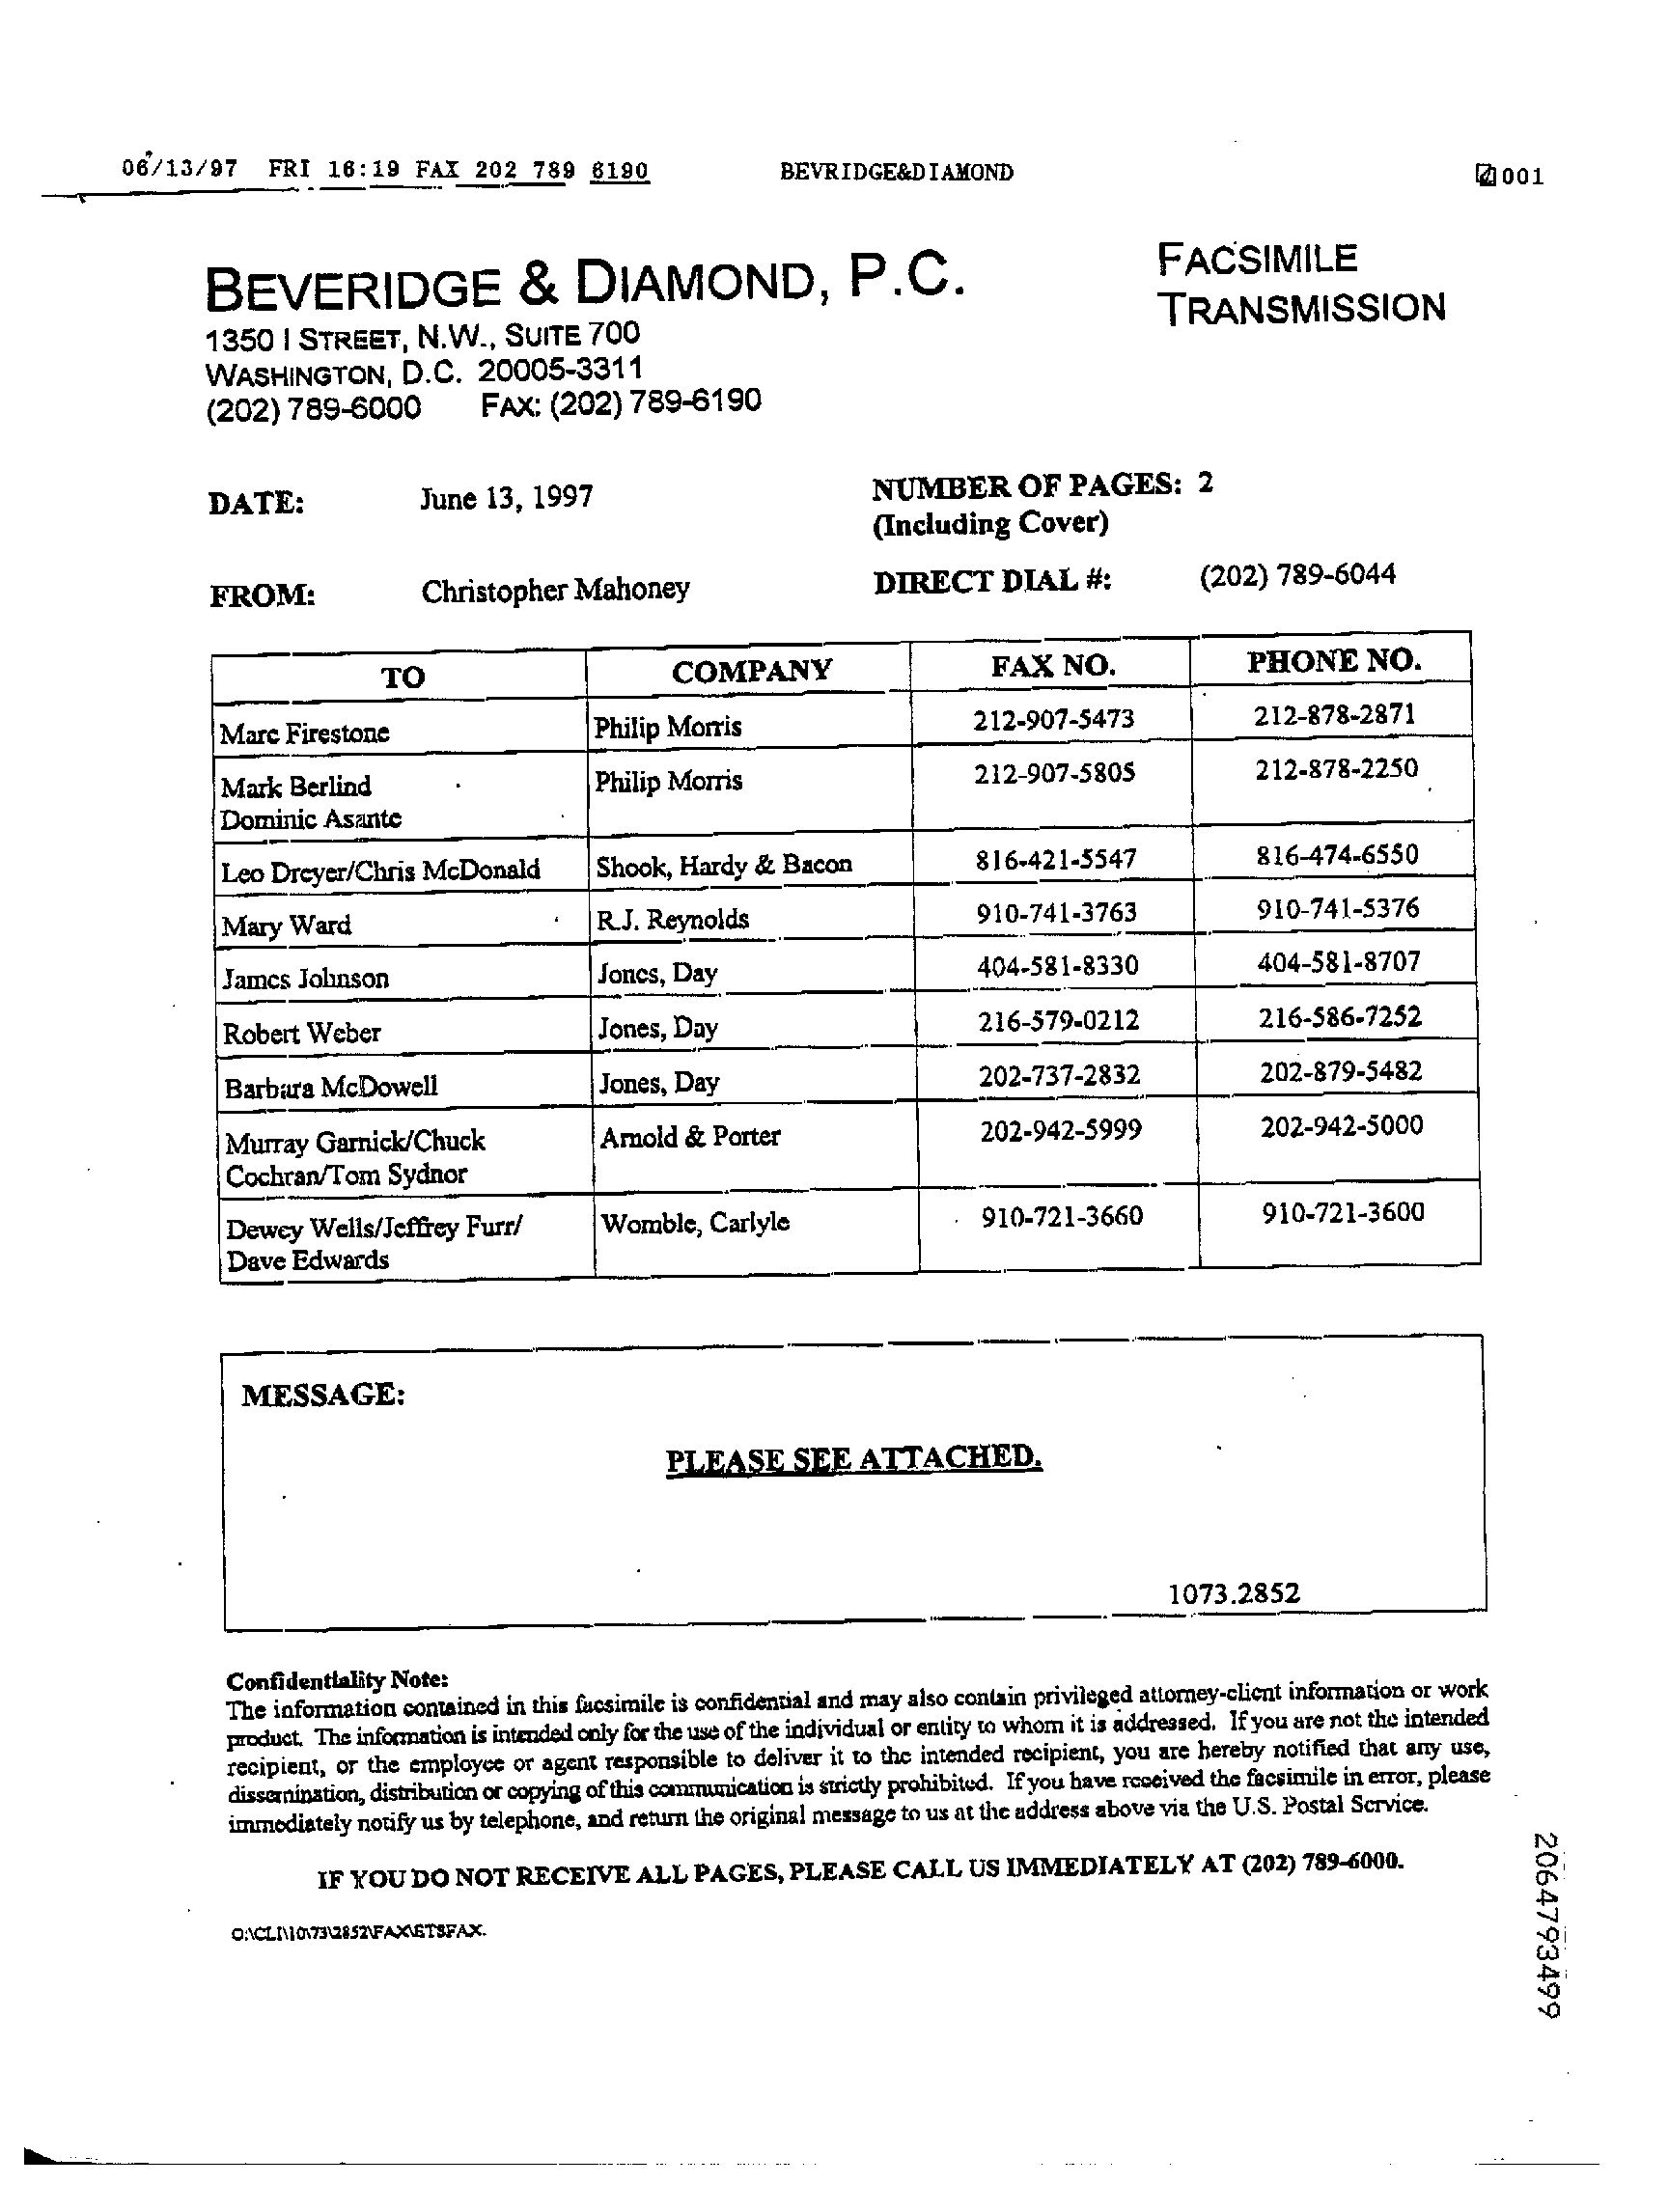 06/13/97 FRI 16:19 FAX 202 789 6190 BEVRIDGE&DIAMOND 001
BEVERIDGE & DIAMOND, P.C.
FACSIMILE
TRANSMISSION
1350 I STREET, N.W., SUITE 700
WASHINGTON, D.C. 20005-3311
(202) 789-6000 FAX: (202) 789-6190
DATE: June 13, 1997 NUMBER OF PAGES: 2
(Including Cover)
FROM: Christopher Mahoney DIRECT DIAL #: (202) 789-6044
TO COMPANY FAX NO. PHONE NO.
Marc Firestone Philip Morris 212-907-5473 212-878-2871
Mark Berlind Philip Morris 212-907-5805 212-878-2250
Dominic Asante
Leo Dreyer/Chris McDonald Shook, Hardy & Bacon 816-421-5547 816-474-6550
Mary Ward R.J. Reynolds 910-741-3763 910-741-5376
James Johnson Jones, Day 404-581-8330 404-581-8707
Robert Weber Jones, Day 216-579-0212 216-586-7252
Barbara McDowell Jones, Day 202-737-2832 202-879-5482
Murray Garnick/Chuck Arnold & Porter 202-942-5999 202-942-5000
Cochran/Tom Sydnor
Dewey Wells/Jeffrey Furr/ Womble, Carlyle 910-721-3660 910-721-3600
Dave Edwards
MESSAGE:
PLEASE SEE ATTACHED.
1073.2852
Confidentiality Note:
The information contained in this facsimile is confidential and may also contain privileged attorney-client information or work
product. The information is intended only for the use of the individual or entity to whom it is addressed. If you are not the intended
recipient, or the employee or agent responsible to deliver it to the intended recipient, you are hereby notified that any use,
dissemination, distribution or copying of this communication is strictly prohibited. If you have received the facsimile in error, please
immediately notify us by telephone, and return the original message to us at the address above via the U.S. Postal Service.
IF YOU DO NOT RECEIVE ALL PAGES, PLEASE CALL US IMMEDIATELY AT (202) 789-6000.
O:\CLI\10\73\2852\FAX\ETSFAX.
2064793499